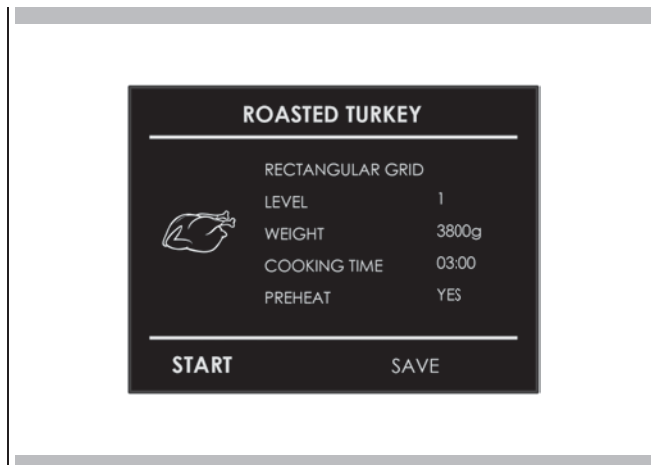 ROASTED TURKEY
RECTANGULAR GRID
LEVEL 1
WEIGHT 3800g
COOKING TIME 03:00
PREHEAT YES
START SAVE